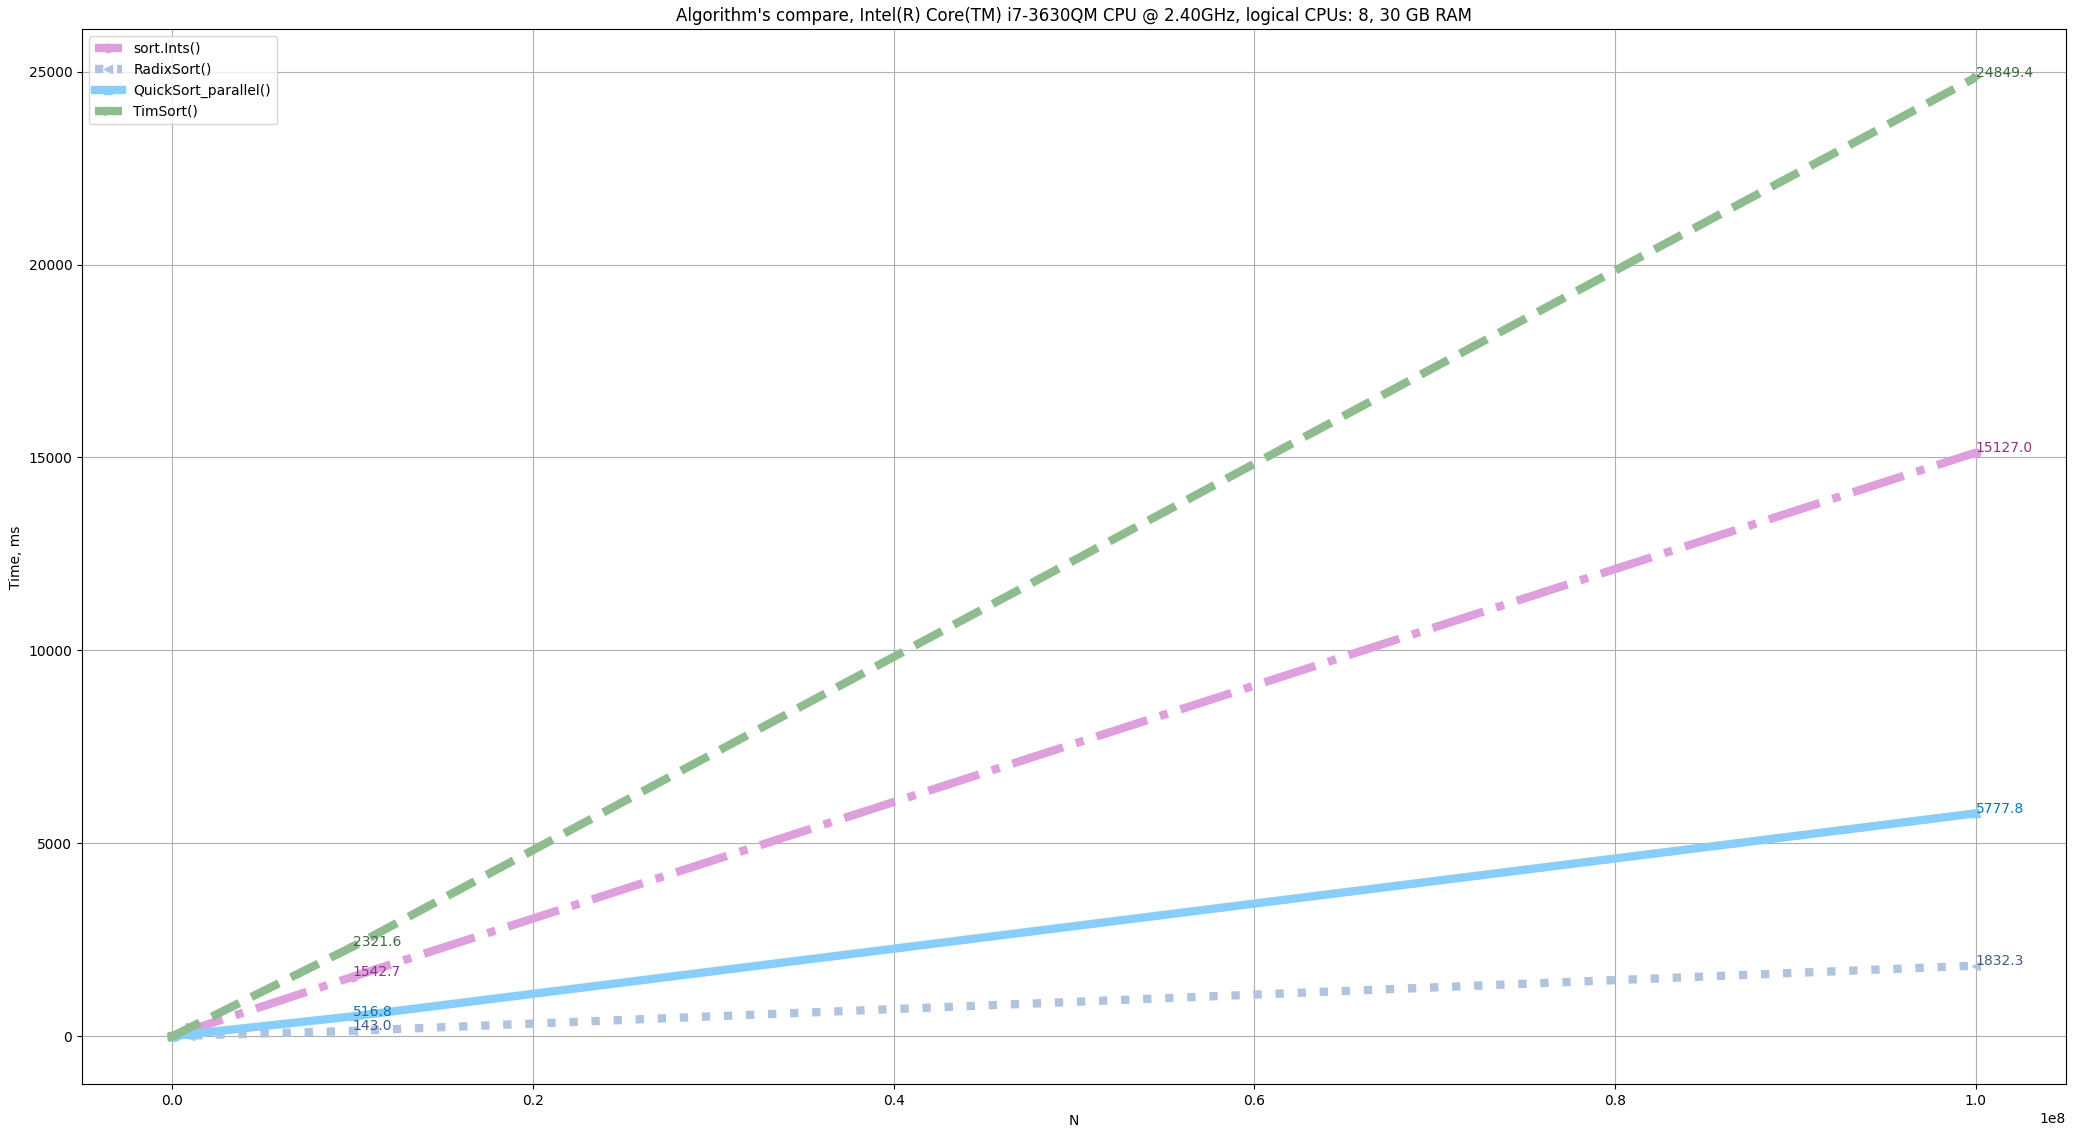 Algorithm's compare, Intel(R) Core(TM) i7-3630QM CPU @ 2.40GHz, logical CPUs: 8, 30 GB RAM
sort.Ints()
RadixSort()
QuickSort_parallel()
TimSort()
25000
20000
15000
10000
5000
0
Time, ms
24849.4
15127.0
5777.8
1832.3
2321.6
1542.7
516.8
143.0
0.0 0.2 0.4 0.6 0.8 1.0
1e8
N